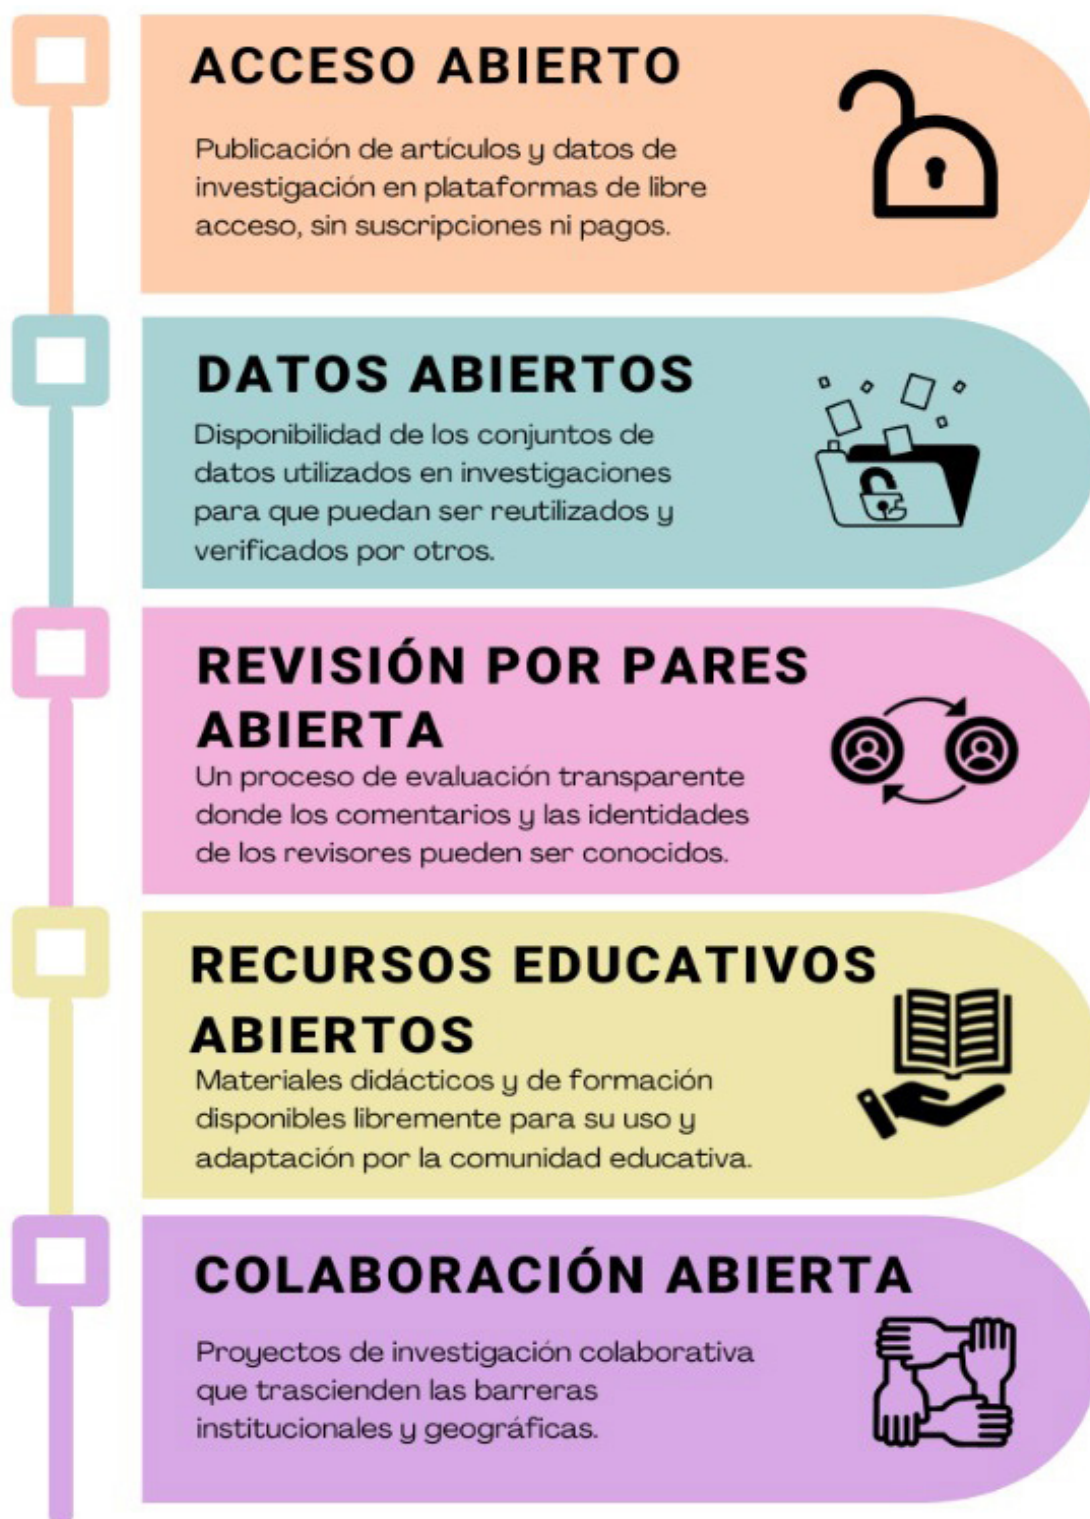 ACCESO ABIERTO
Publicación de artículos y datos de
investigación en plataformas de libre
acceso, sin suscripciones ni pagos.
DATOS ABIERTOS
Disponibilidad de los conjuntos de
datos utilizados en investigaciones
para que puedan ser reutilizados y
verificados por otros.
REVISIÓN POR PARES
ABIERTA
Un proceso de evaluación transparente
donde los comentarios y las identidades
de los revisores pueden ser conocidos.
RECURSOS EDUCATIVOS
ABIERTOS
Materiales didácticos y de formación
disponibles libremente para su uso y
adaptación por la comunidad educativa.
COLABORACIÓN ABIERTA
Proyectos de investigación colaborativa
que trascienden las barreras
institucionales y geográficas.